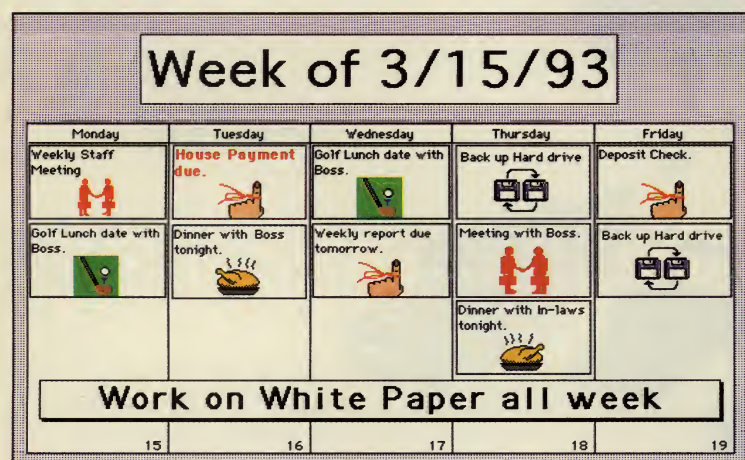 Week of 3/15/93
Monday Tuesday Wednesday Thursday Friday
Weekly Staff
Meeting
House Payment
due.
Golf Lunch date with
Boss.
Back up Hard drive
Deposit Check.
Golf Lunch date with
Boss.
Dinner with Boss
tonight.
Weekly report due
tomorrow.
Meeting with Boss.
Back up Hard drive
Dinner with In-laws
tonight.
Work on White Paper all week
15 16 17 18 19